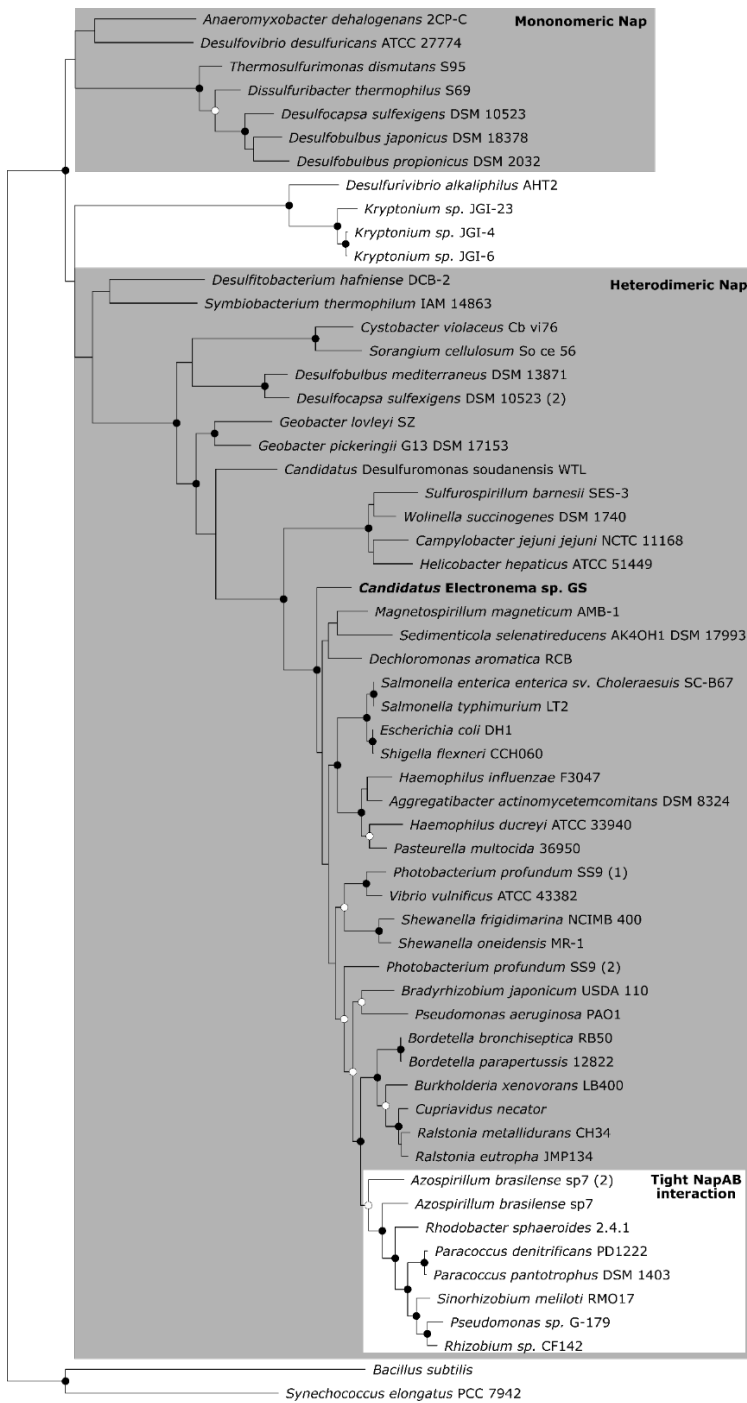 Anaeromyxobacter dehalogenans 2CP-C
Mononomeric Nap
Desulfovibrio desulfuricans ATCC 27774
Thermosulfurimonas dismutans S95
Dissulfuribacter thermophilus S69
Desulfocapsa sulfexigens DSM 10523
Desulfobulbus japonicus DSM 18378
Desulfobulbus propionicus DSM 2032
Desulfurivibrio alkaliphilus AHT2
Kryptonium sp. JGI-23
Kryptonium sp. JGI-4
Kryptonium sp. JGI-6
Desulfitobacterium hafniense DCB-2
Heterodimeric Nap
Symbiobacterium thermophilum IAM 14863
Cystobacter violaceus Cb vi76
Sorangium cellulosum So ce 56
Desulfobulbus mediterraneus DSM 13871
Desulfocapsa sulfexigens DSM 10523 (2)
Geobacter lovleyi SZ
Geobacter pickeringii G13 DSM 17153
Candidatus Desulfuromonas soudanensis WTL
Sulfurospirillum barnesii SES-3
Wolinella succinogenes DSM 1740
Campylobacter jejuni jejuni NCTC 11168
Helicobacter hepaticus ATCC 51449
Candidatus Electronema sp. GS
Magnetospirillum magneticum AMB-1
Sedimenticola selenatireducens AK4OH1 DSM 17993
Dechloromonas aromatica RCB
Salmonella enterica enterica sv. Choleraesuis SC-B67
Salmonella typhimurium LT2
Escherichia coli DH1
Shigella flexneri CCH060
Haemophilus influenzae F3047
Aggregatibacter actinomycetemcomitans DSM 8324
Haemophilus ducreyi ATCC 33940
Pasteurella multocida 36950
Photobacterium profundum SS9 (1)
Vibrio vulnificus ATCC 43382
Shewanella frigidimarina NCIMB 400
Shewanella oneidensis MR-1
Photobacterium profundum SS9 (2)
Bradyrhizobium japonicum USDA 110
Pseudomonas aeruginosa PAO1
Bordetella bronchiseptica RB50
Bordetella parapertussis 12822
Burkholderia xenovorans LB400
Cupriavidus necator
Ralstonia metallidurans CH34
Ralstonia eutropha JMP134
Azospirillum brasilense sp7 (2)
Tight NapAB
interaction
Azospirillum brasilense sp7
Rhodobacter sphaeroides 2.4.1
Paracoccus denitrificans PD1222
Paracoccus pantotrophus DSM 1403
Sinorhizobium meliloti RMO17
Pseudomonas sp. G-179
Rhizobium sp. CF142
Bacillus subtilis
Synechococcus elongatus PCC 7942